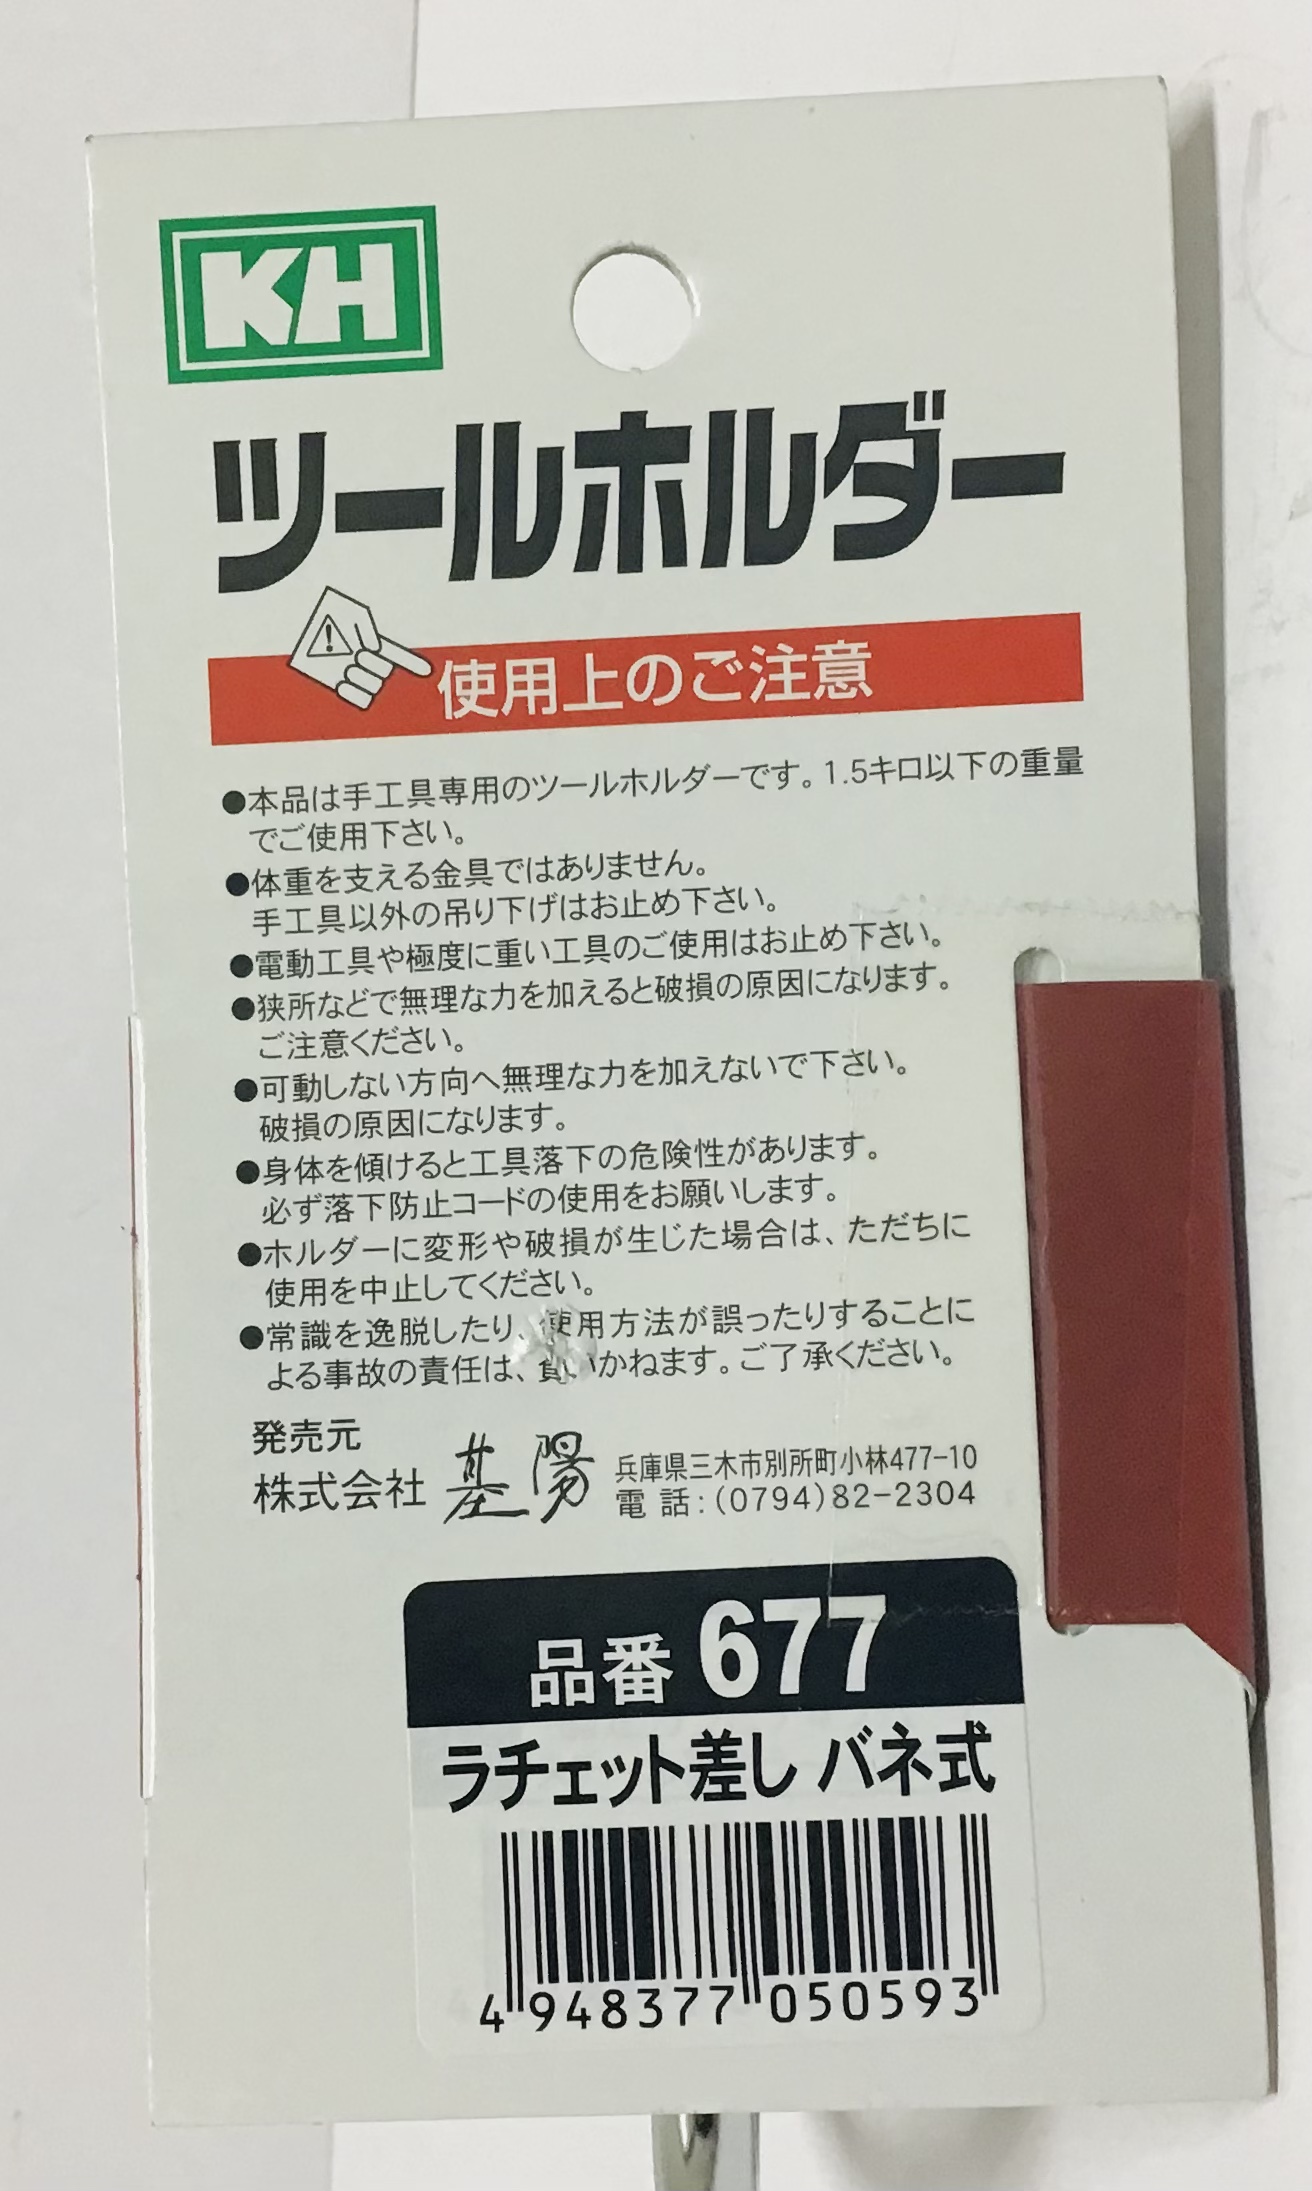 KH
ツールホルダー
使用上のご注意
●本品は手工具専用のツールホルダーです。1.5キロ以下の重量
でご使用下さい。
●体重を支える金具ではありません。
手工具以外の吊り下げはお止め下さい。
●電動工具や極度に重い工具のご使用はお止め下さい。
●狭所などで無理な力を加えると破損の原因になります。
ご注意ください。
●可動しない方向へ無理な力を加えないで下さい。
破損の原因になります。
●身体を傾けると工具落下の危険性があります。
必ず落下防止コードの使用をお願いします。
●ホルダーに変形や破損が生じた場合は、ただちに
使用を中止してください。
●常識を逸脱したり、使用方法が誤ったりすることに
よる事故の責任は、負いかねます。ご了承ください。
発売元
株式会社 基陽 兵庫県三木市別所町小林477-10
電話:(0794)82-2304
品番 677
ラチェット差し バネ式
4 948377 050593